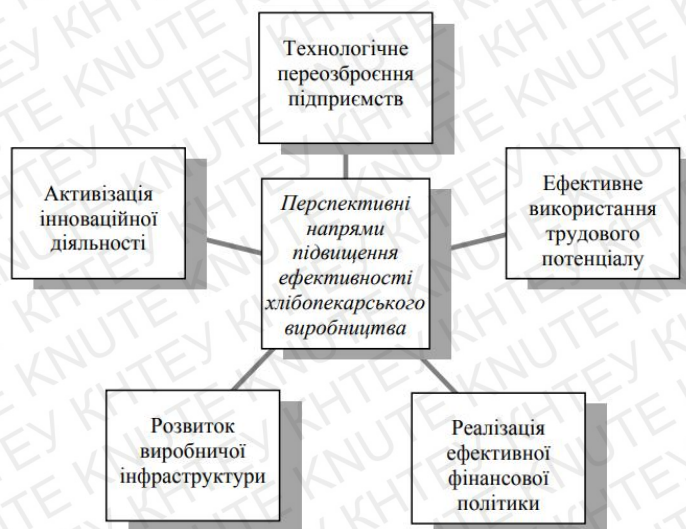 Технологічне
переозброєння
підприємств
Активізація
інноваційної
діяльності
Перспективні
напрями
підвищення
ефективності
хлібопекарського
виробництва
Ефективне
використання
трудового
потенціалу
Розвиток
виробничої
інфраструктури
Реалізація
ефективної
фінансової
політики